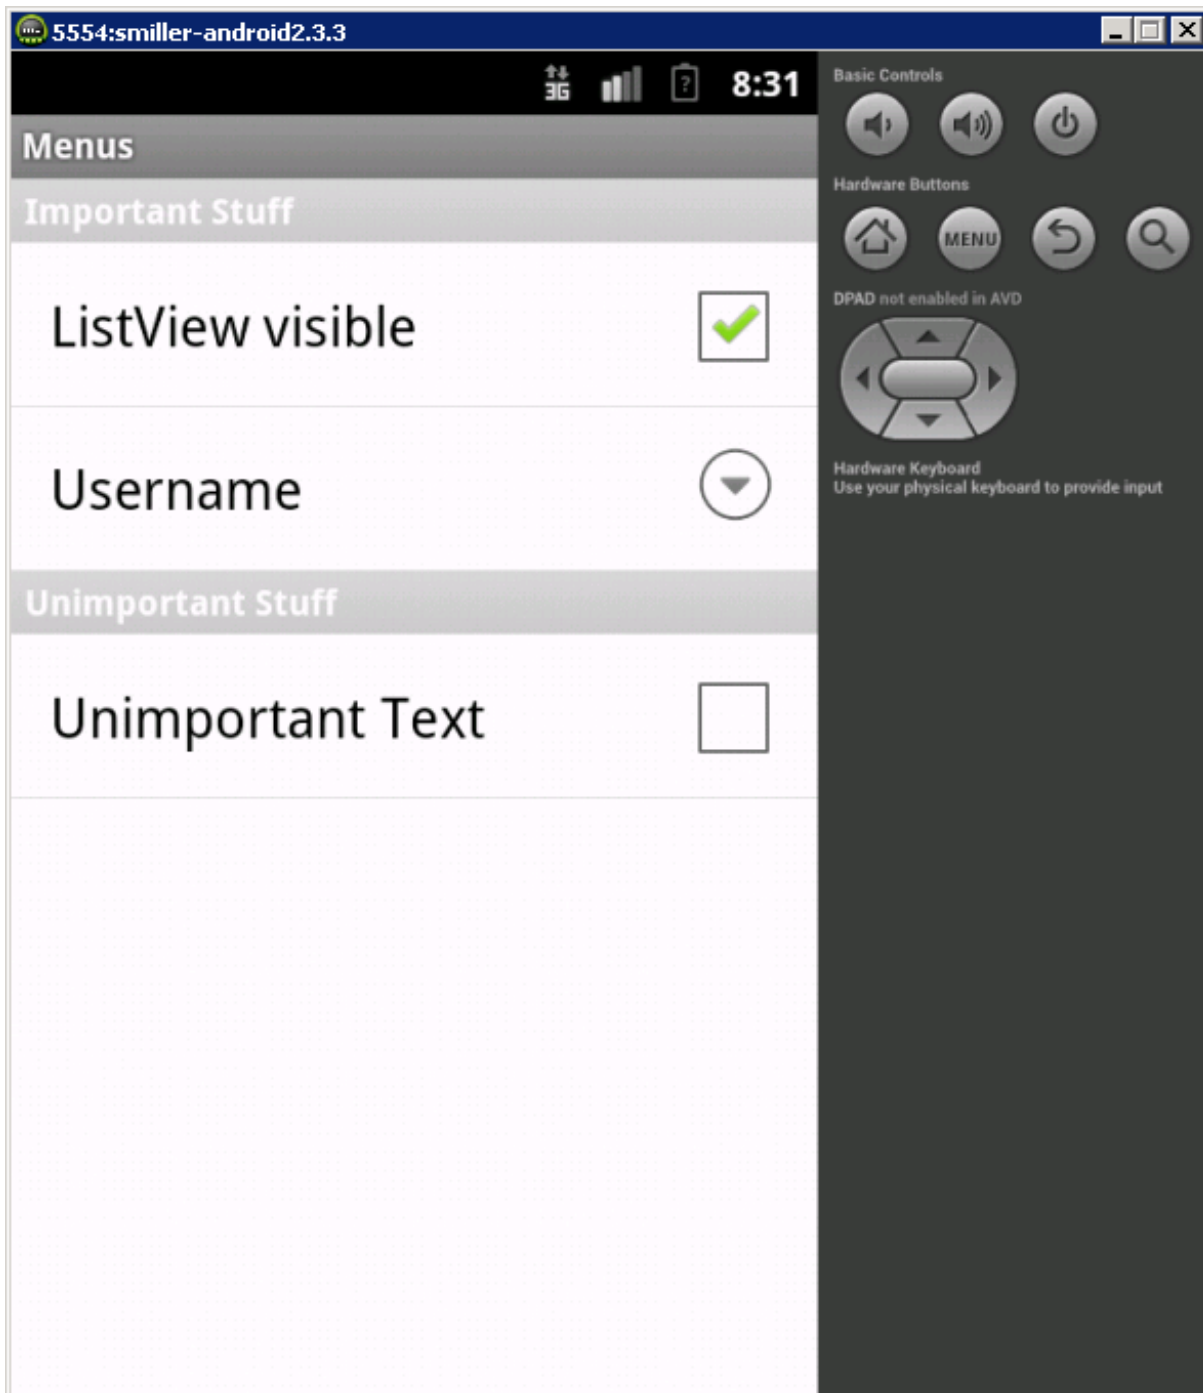 5554:smiller-android2.3.3
3G ? 8:31
Menus
Important Stuff
ListView visible
Username
Unimportant Stuff
Unimportant Text
Basic Controls
Hardware Buttons
MENU
DPAD not enabled in AVD
Hardware Keyboard
Use your physical keyboard to provide input